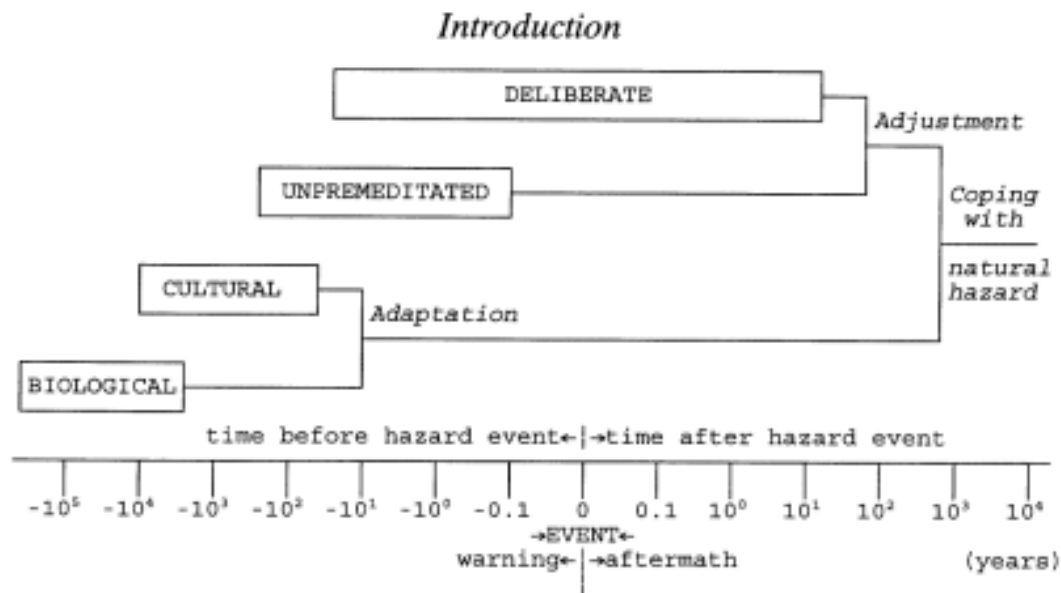 Introduction
DELIBERATE
Adjustment
UNPREMEDITATED
Coping
with
natural
hazard
CULTURAL
Adaptation
BIOLOGICAL
time before hazard event←|→time after hazard event
-10⁵ -10⁴ -10³ -10² -10¹ -10⁰ -0.1 0 0.1 10⁰ 10¹ 10² 10³ 10⁴
→EVENT←
warning←|→aftermath (years)